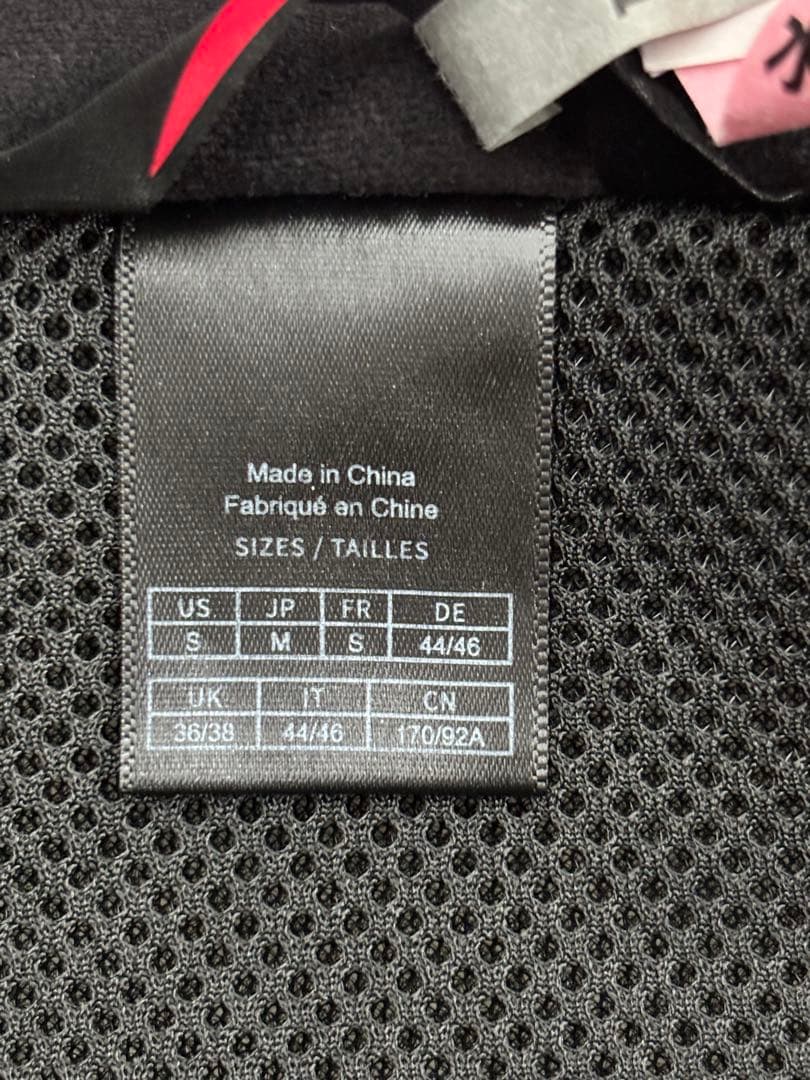 水
Made in China
Fabriqué en Chine
SIZES / TAILLES
US JP FR DE
S M S 44/46
UK IT CN
36/38 44/46 170/92A